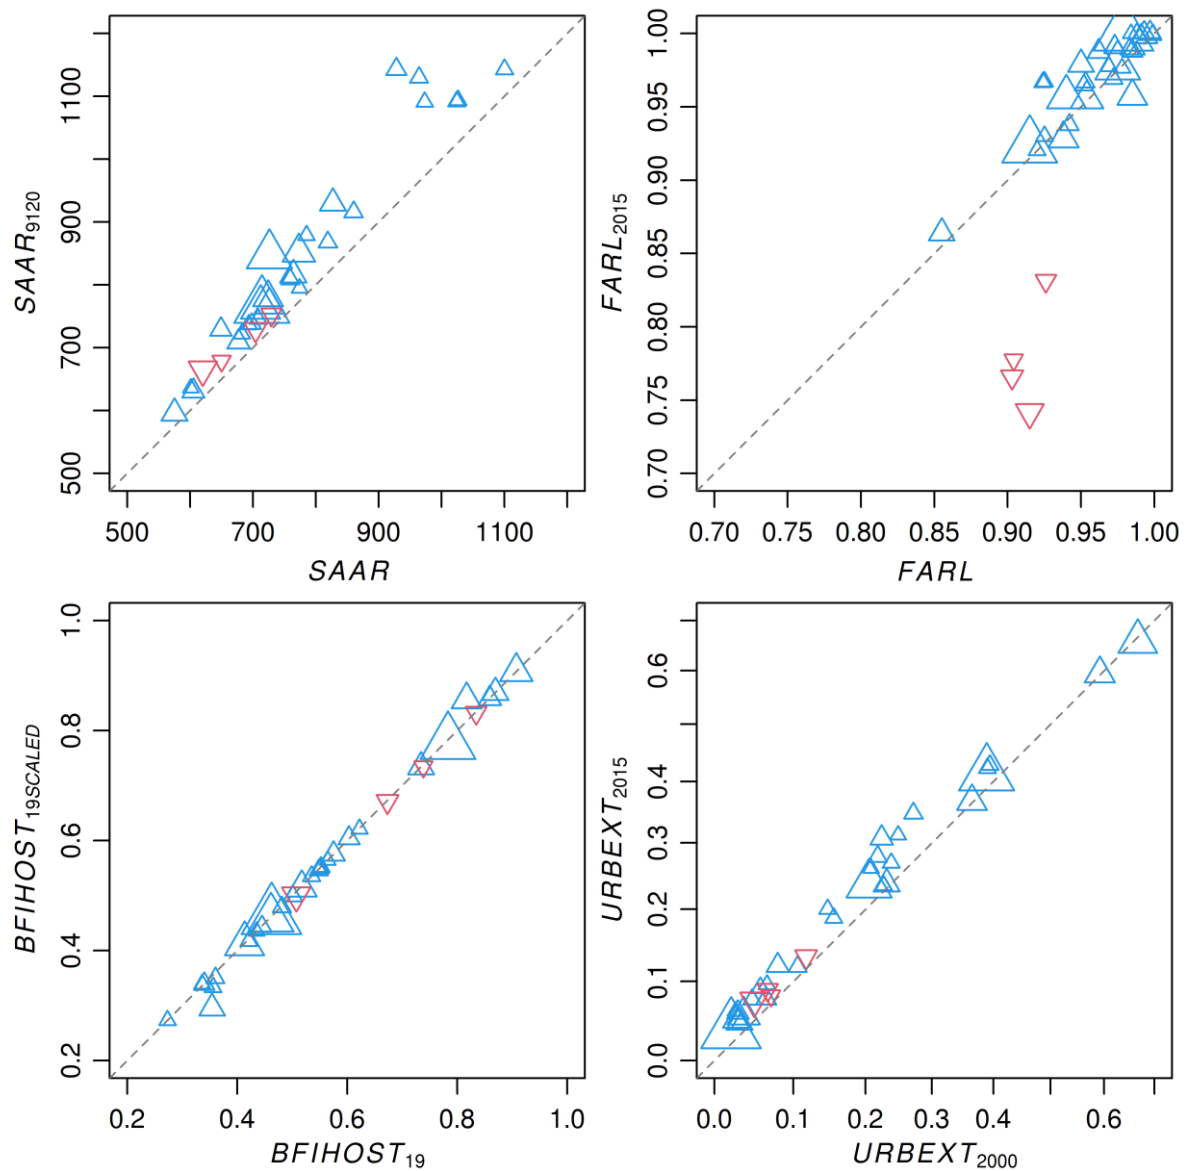 SAAR9120
500 700 900 1100
500 700 900 1100
SAAR
FARL2015
0.70 0.75 0.80 0.85 0.90 0.95 1.00
0.70 0.75 0.80 0.85 0.90 0.95 1.00
FARL
BFIHOST19SCALED
0.2 0.4 0.6 0.8 1.0
0.2 0.4 0.6 0.8 1.0
BFIHOST19
URBEXT2015
0.0 0.1 0.2 0.3 0.4 0.6
0.0 0.1 0.2 0.3 0.4 0.6
URBEXT2000